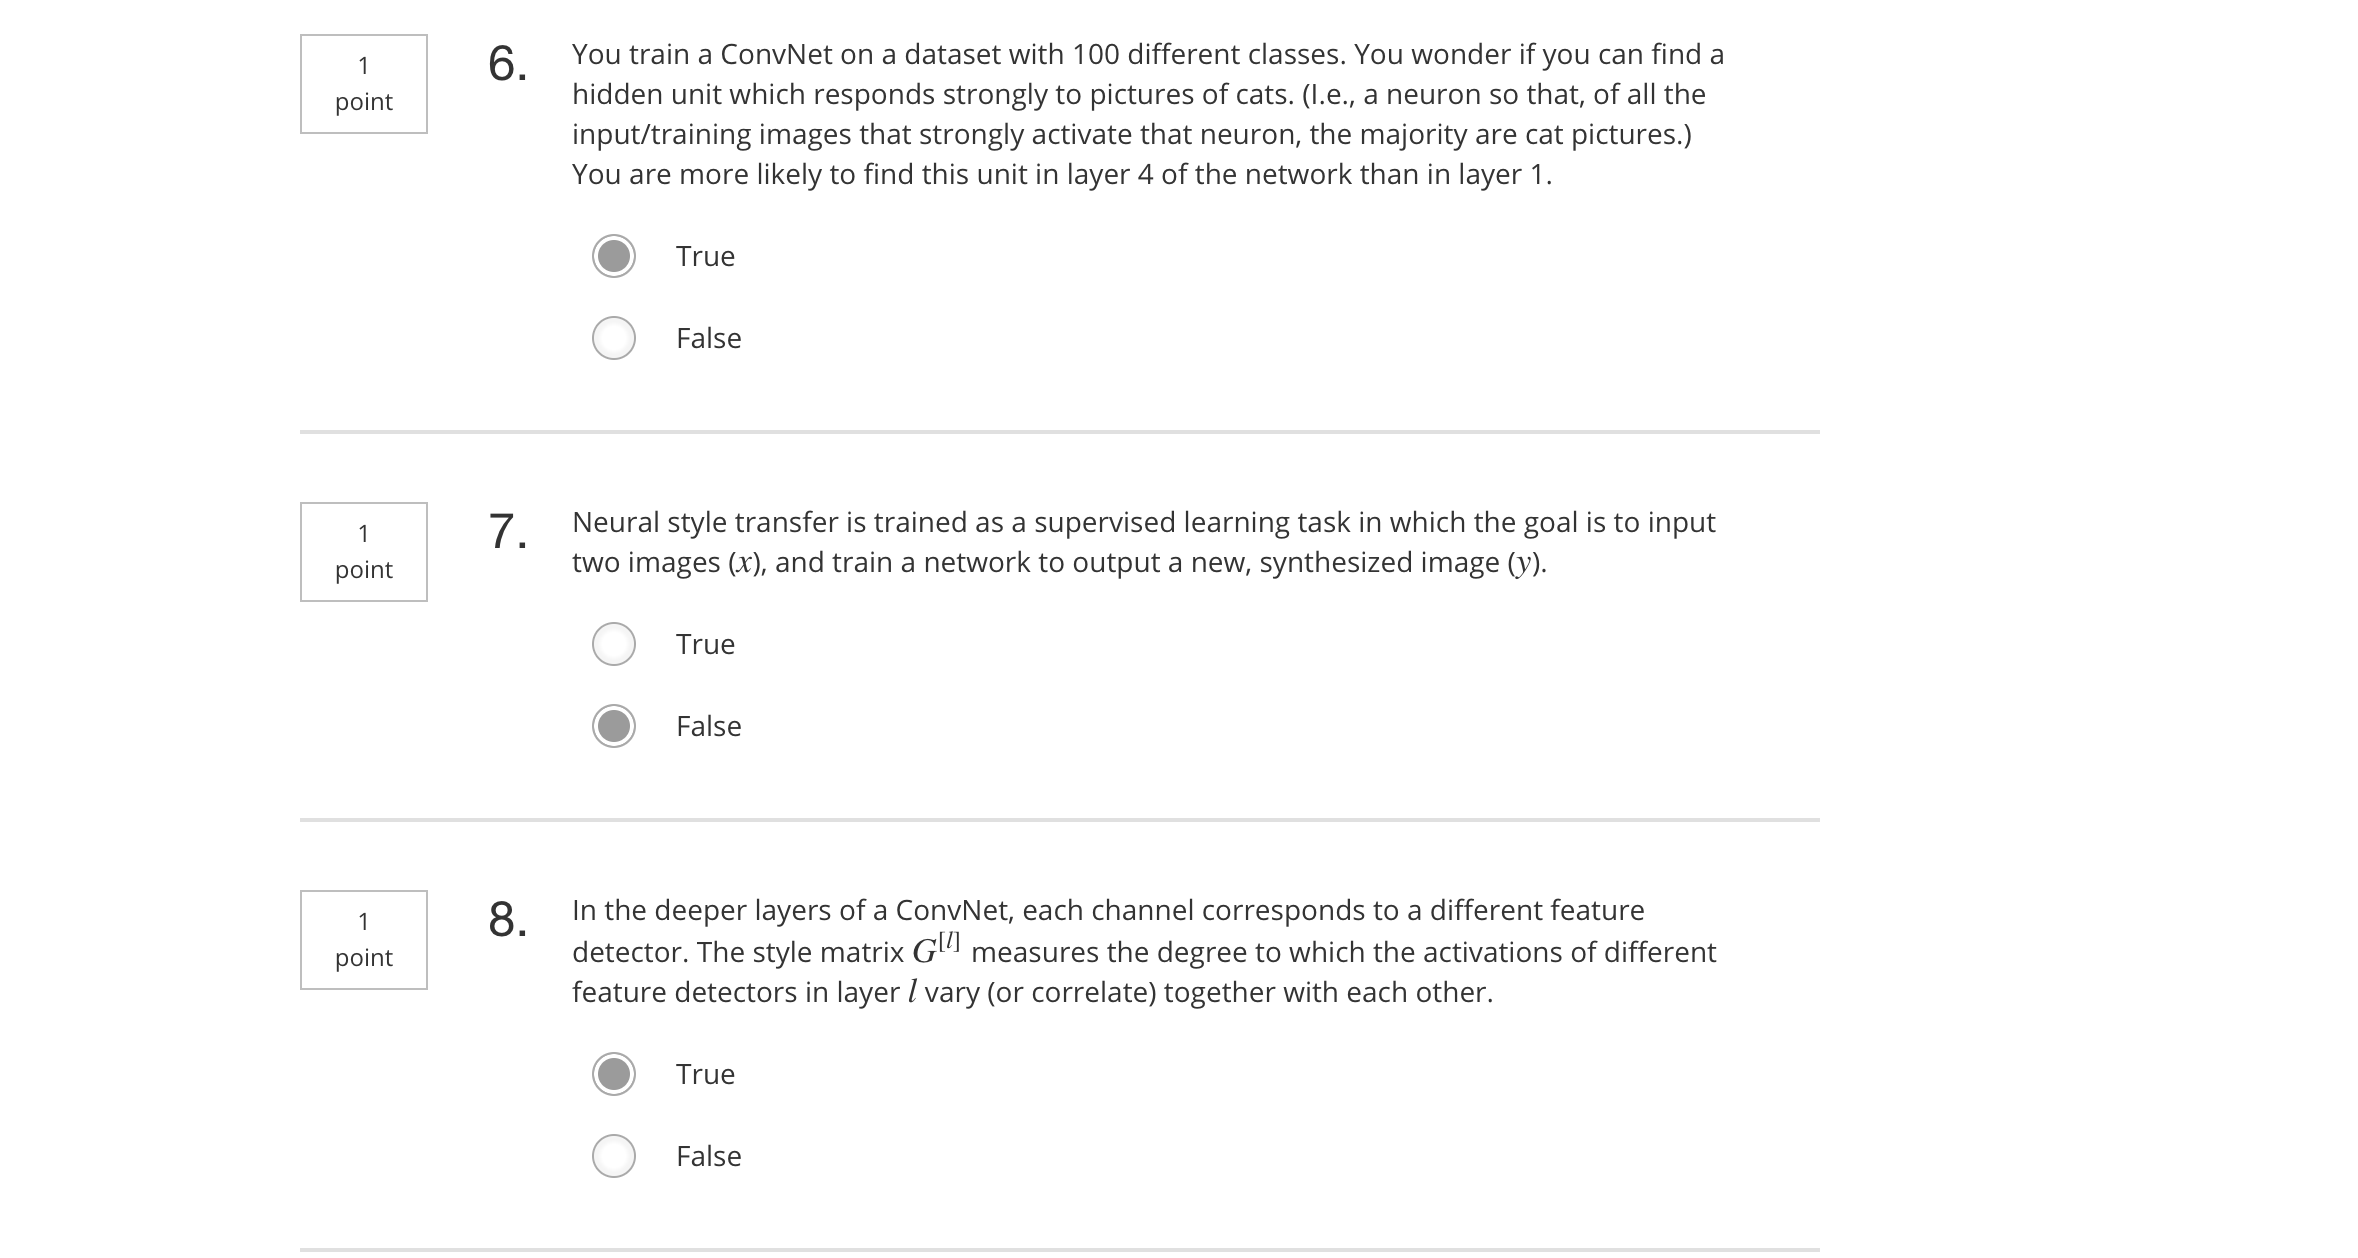 1
point
6.
You train a ConvNet on a dataset with 100 different classes. You wonder if you can find a
hidden unit which responds strongly to pictures of cats. (I.e., a neuron so that, of all the
input/training images that strongly activate that neuron, the majority are cat pictures.)
You are more likely to find this unit in layer 4 of the network than in layer 1.
True
False
1
point
7.
Neural style transfer is trained as a supervised learning task in which the goal is to input
two images (x), and train a network to output a new, synthesized image (y).
True
False
1
point
8.
In the deeper layers of a ConvNet, each channel corresponds to a different feature
detector. The style matrix G^[l] measures the degree to which the activations of different
feature detectors in layer l vary (or correlate) together with each other.
True
False